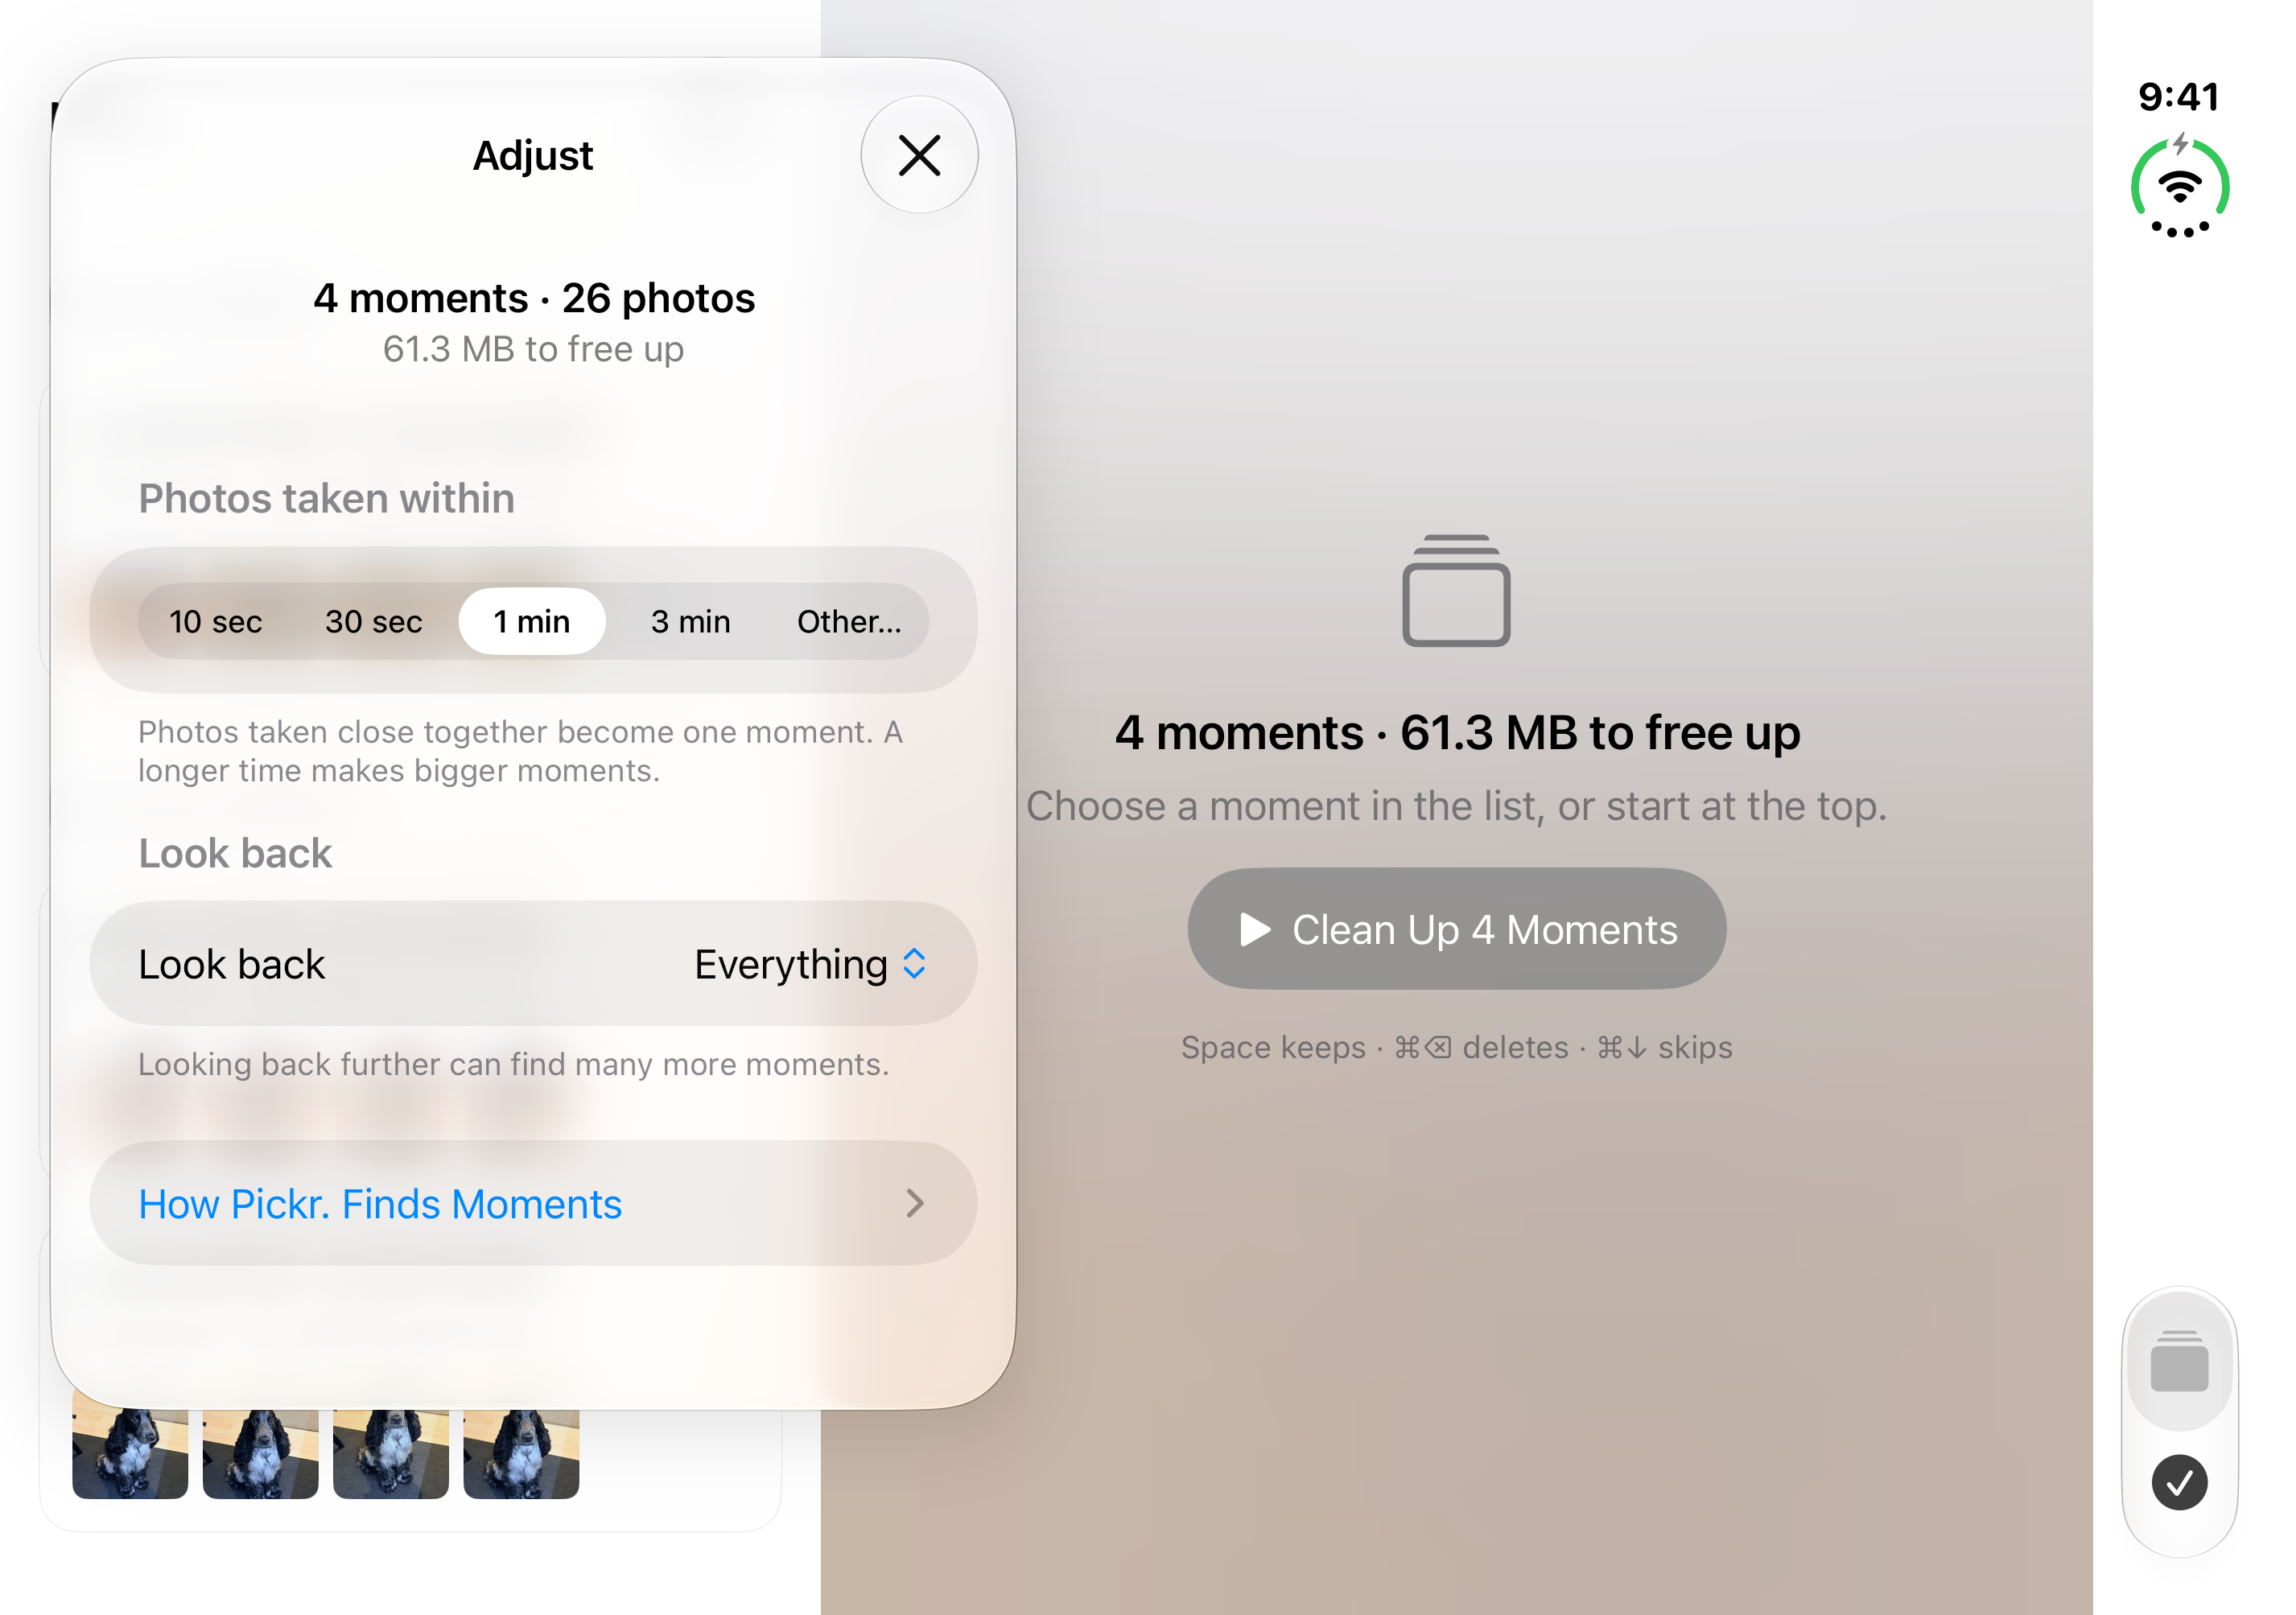 Adjust
4 moments · 26 photos
61.3 MB to free up
Photos taken within
10 sec
30 sec
1 min
3 min
Other...
Photos taken close together become one moment. A
longer time makes bigger moments.
Look back
Look back
Everything
Looking back further can find many more moments.
How Pickr. Finds Moments
4 moments · 61.3 MB to free up
Choose a moment in the list, or start at the top.
Clean Up 4 Moments
Space keeps · ⌘⌫ deletes · ⌘↓ skips
9:41